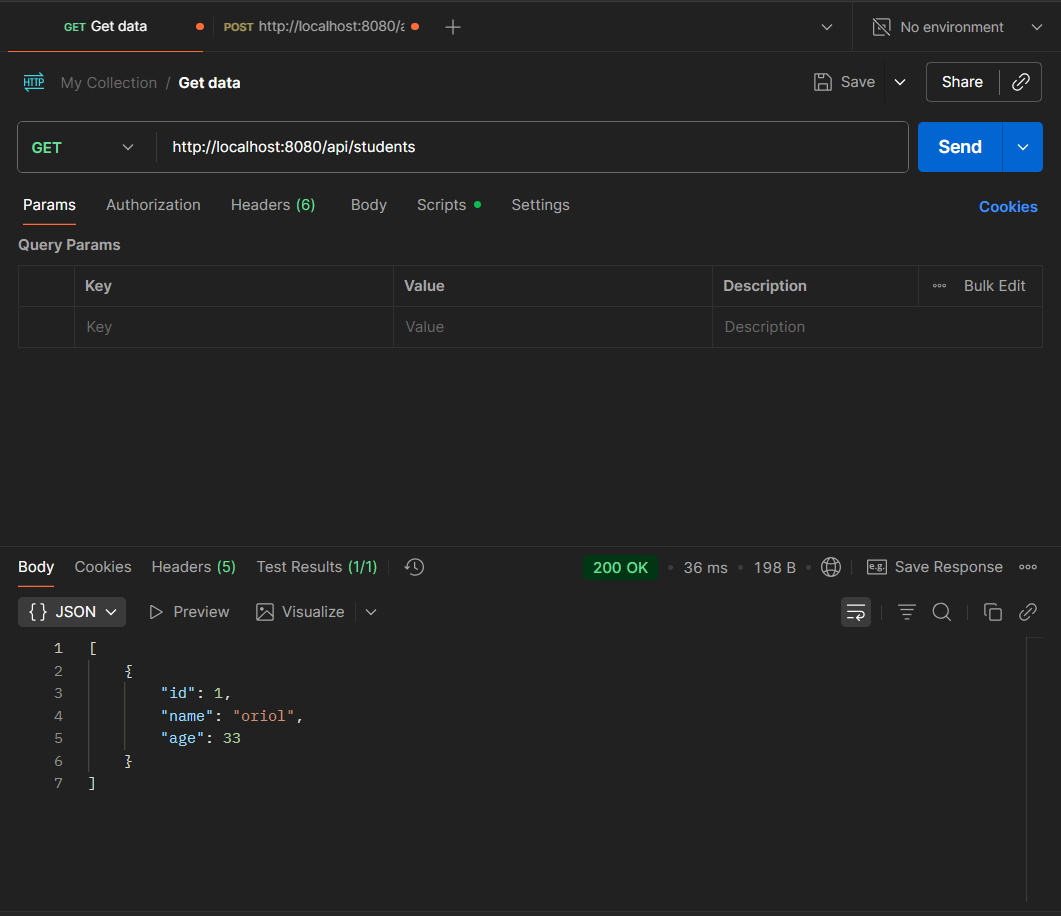 GET Get data POST http://localhost:8080/a No environment
HTTP My Collection / Get data Save Share
GET http://localhost:8080/api/students Send
Params Authorization Headers (6) Body Scripts Settings Cookies
Query Params
Key Value Description Bulk Edit
Key Value Description
Body Cookies Headers (5) Test Results (1/1) 200 OK 36 ms 198 B e.g. Save Response
{} JSON Preview Visualize
1 [
2 {
3 "id": 1,
4 "name": "oriol",
5 "age": 33
6 }
7 ]